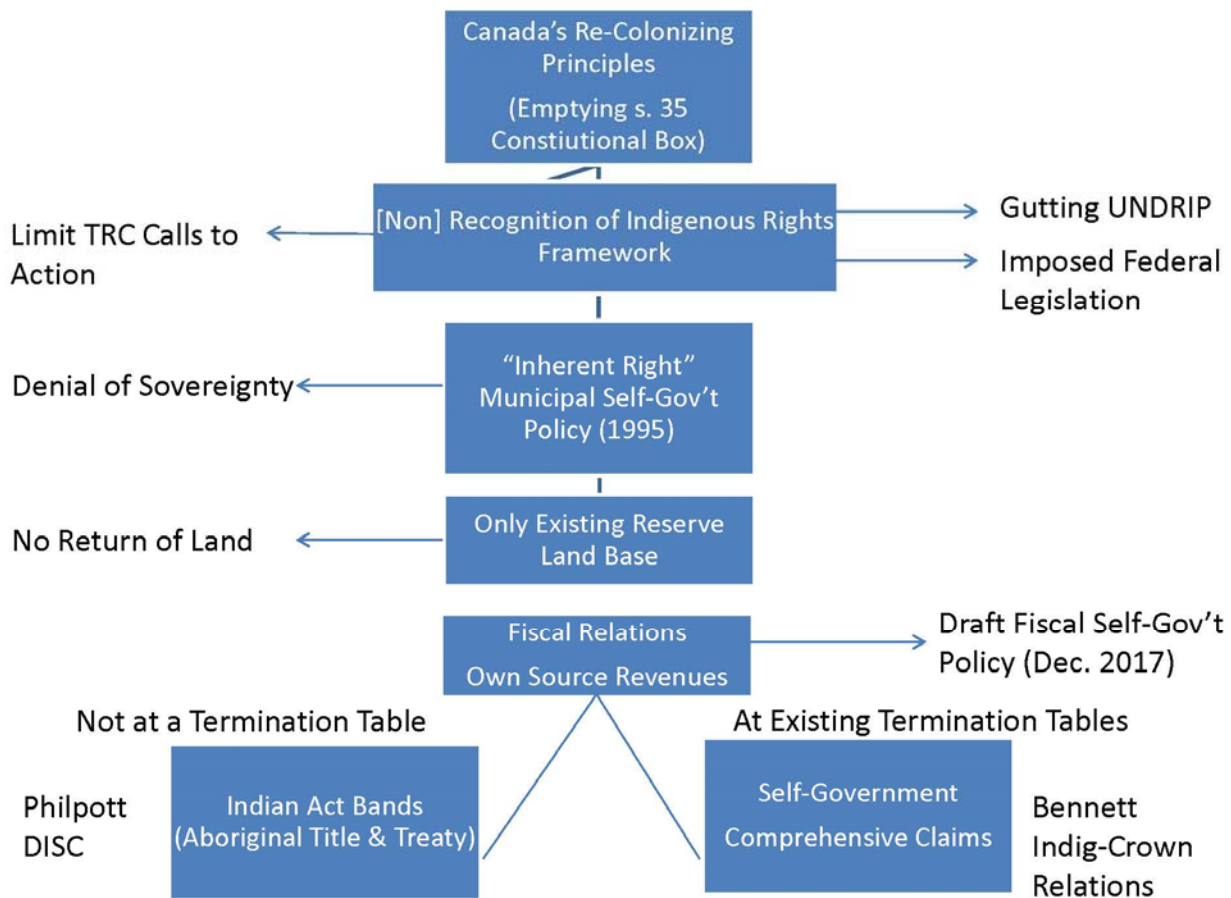 Canada's Re-Colonizing
Principles
(Emptying s. 35
Constiutional Box)
[Non] Recognition of Indigenous Rights
Framework
Limit TRC Calls to
Action
Gutting UNDRIP
Imposed Federal
Legislation
"Inherent Right"
Municipal Self-Gov't
Policy (1995)
Denial of Sovereignty
Only Existing Reserve
Land Base
No Return of Land
Fiscal Relations
Own Source Revenues
Draft Fiscal Self-Gov't
Policy (Dec. 2017)
Not at a Termination Table
At Existing Termination Tables
Philpott
DISC
Indian Act Bands
(Aboriginal Title & Treaty)
Self-Government
Comprehensive Claims
Bennett
Indig-Crown
Relations